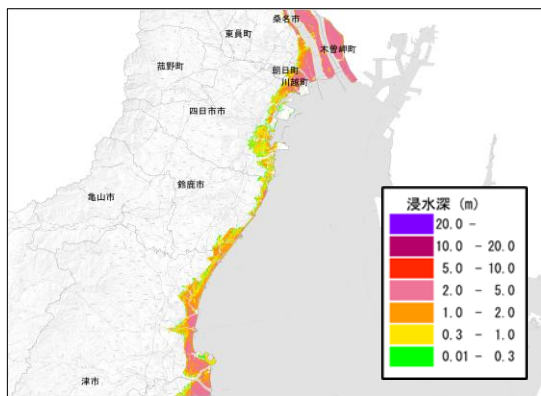 桑名市
東員町
木曽岬町
菰野町
朝日町
川越町
四日市市
鈴鹿市
亀山市
津市
浸水深 (m)
20.0 -
10.0 - 20.0
5.0 - 10.0
2.0 - 5.0
1.0 - 2.0
0.3 - 1.0
0.01 - 0.3